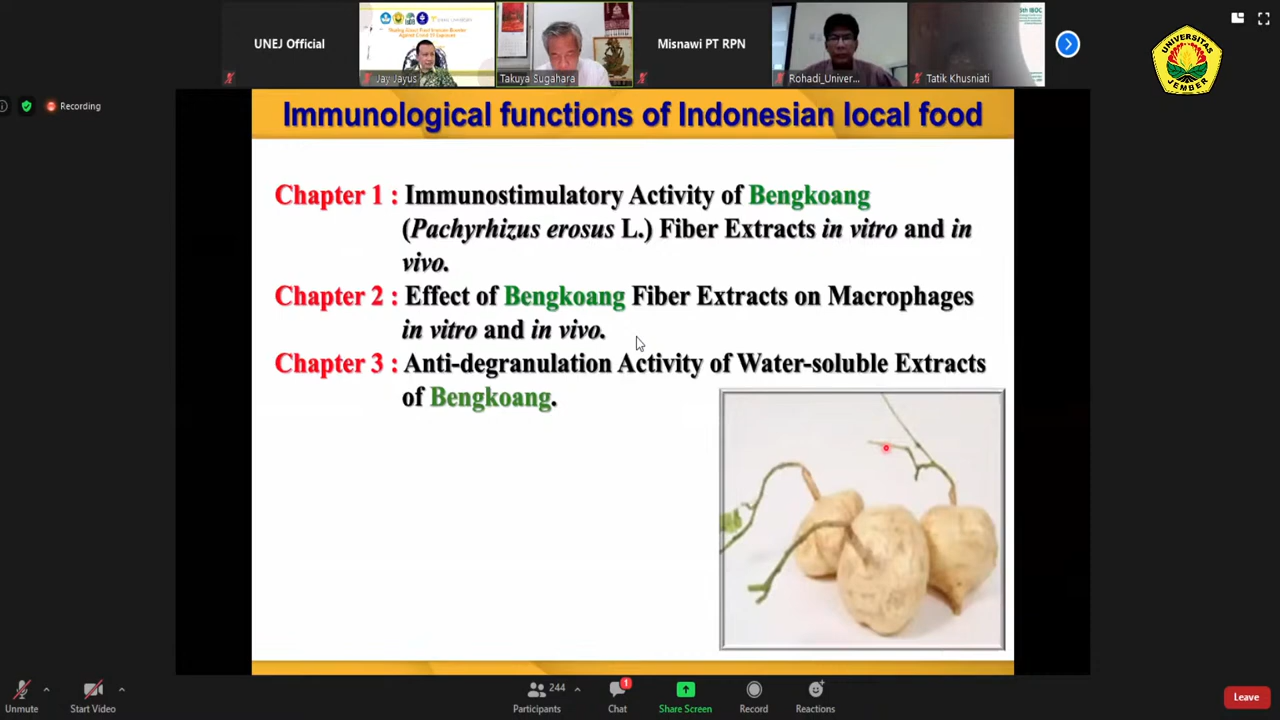 UNEJ Official
Jay Jayus
Takuya Sugahara
Misnawi PT RPN
Rohadi_Univer...
Tatik Khusniati
UNIVERSITAS
JEMBER
Recording
Immunological functions of Indonesian local food
Chapter 1 : Immunostimulatory Activity of Bengkoang
(Pachyrhizus erosus L.) Fiber Extracts in vitro and in
vivo.
Chapter 2 : Effect of Bengkoang Fiber Extracts on Macrophages
in vitro and in vivo.
Chapter 3 : Anti-degranulation Activity of Water-soluble Extracts
of Bengkoang.
Unmute
Start Video
244
Participants
1
Chat
Share Screen
Record
Reactions
Leave